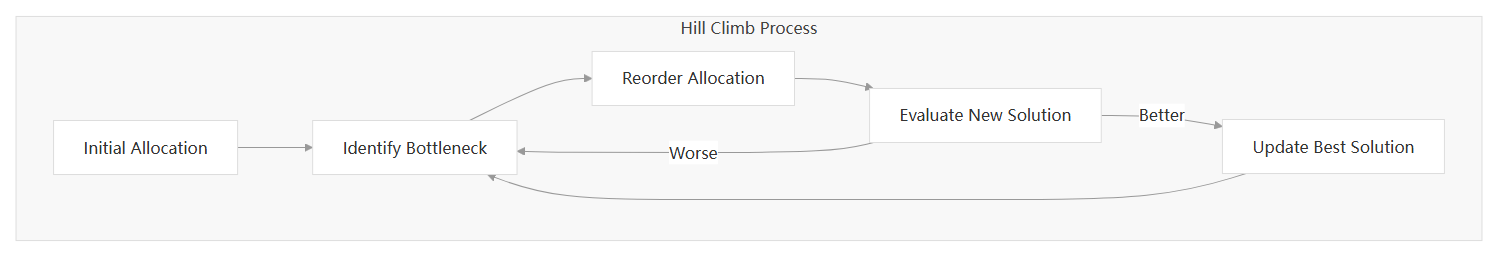 Hill Climb Process
Reorder Allocation
Evaluate New Solution
Better
Initial Allocation
Identify Bottleneck
Worse
Update Best Solution